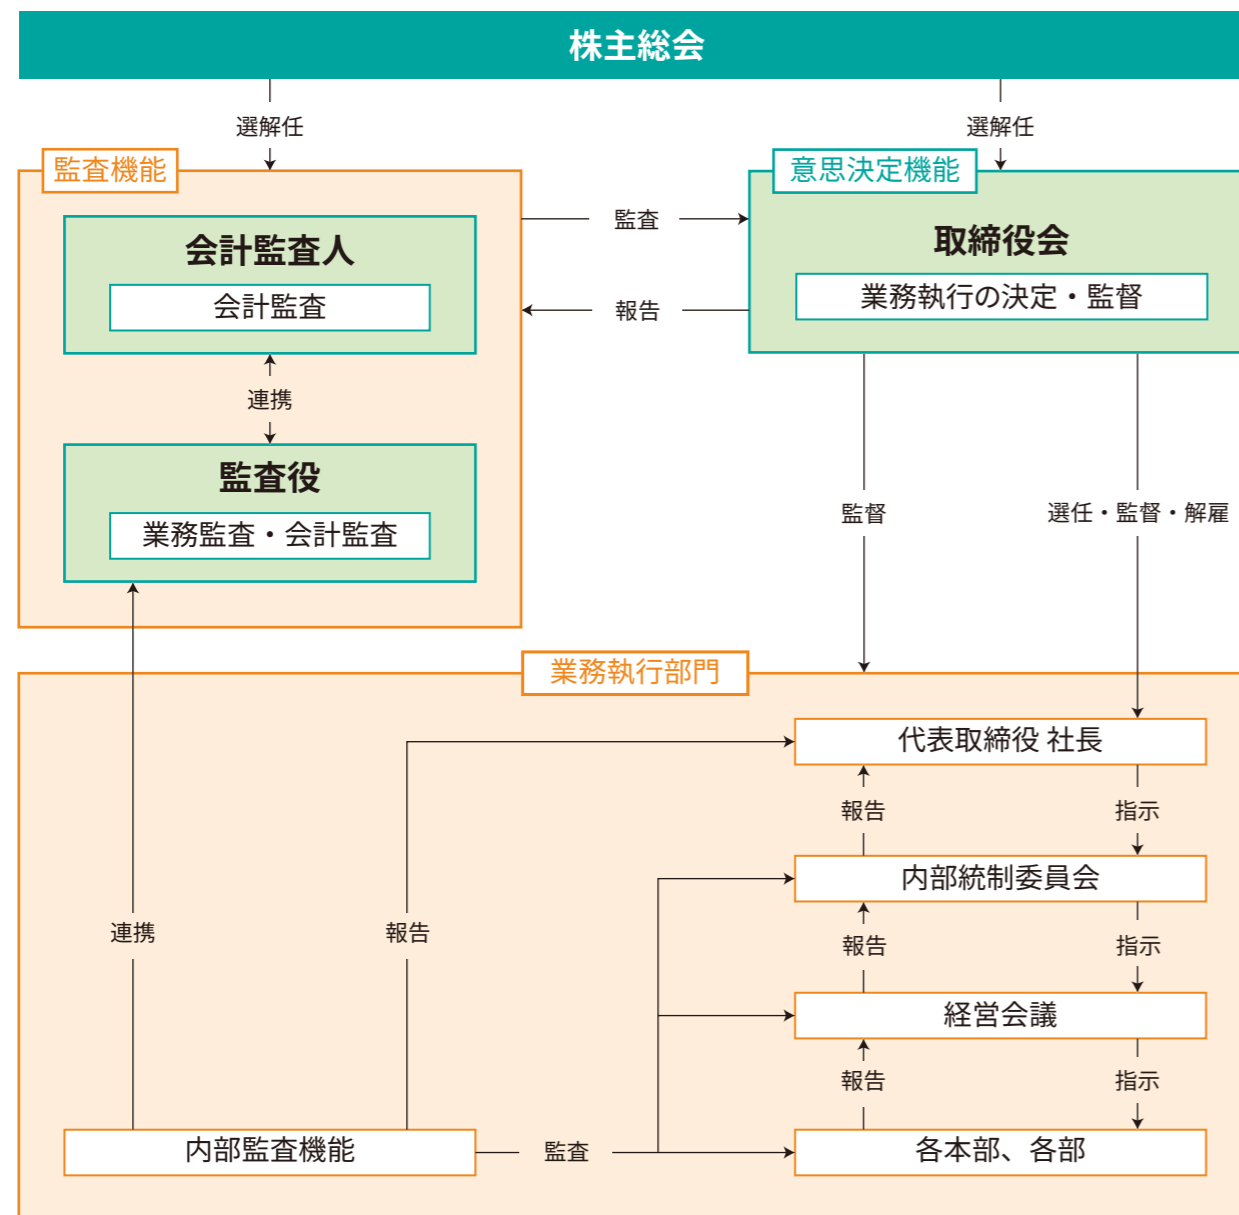 株主総会
選解任
選解任
監査機能
意思決定機能
会計監査人
会計監査
監査
取締役会
業務執行の決定・監督
報告
連携
監査役
業務監査・会計監査
監督
選任・監督・解雇
業務執行部門
代表取締役 社長
報告
指示
内部統制委員会
連携
報告
報告
指示
経営会議
報告
指示
内部監査機能
監査
各本部、各部